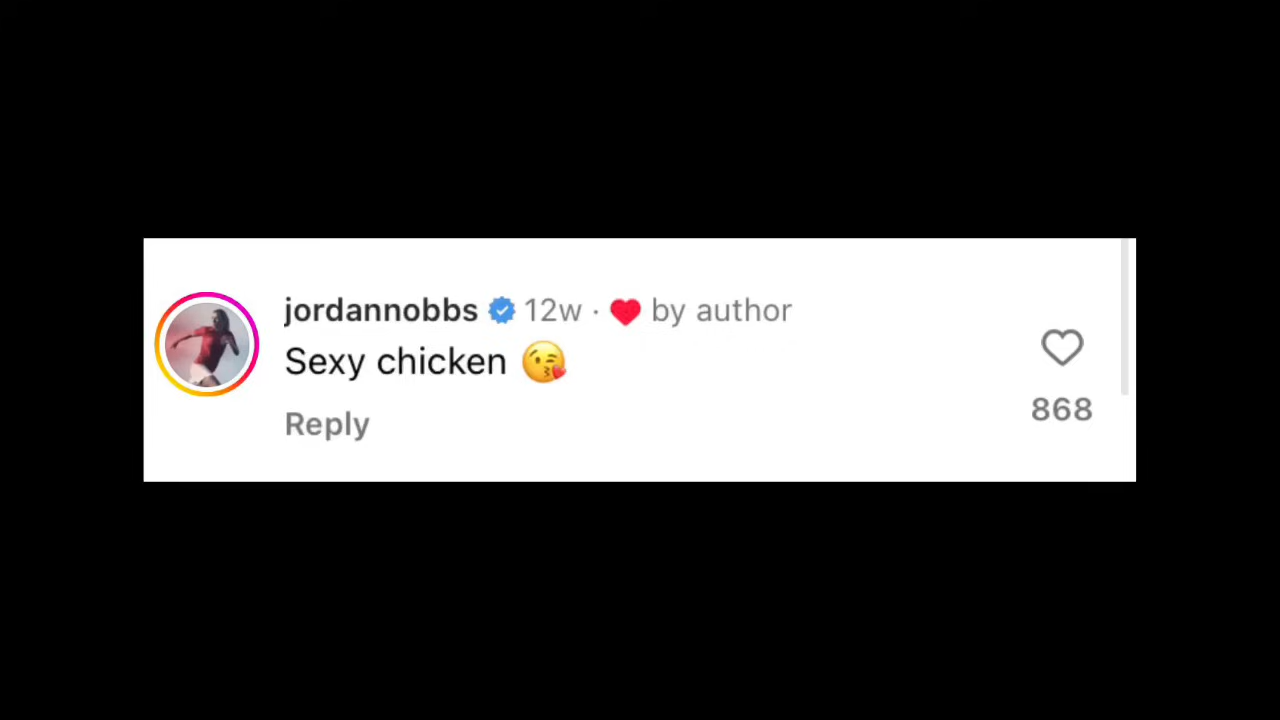 jordannobbs 12w · ❤️ by author
Sexy chicken 😘
868
Reply